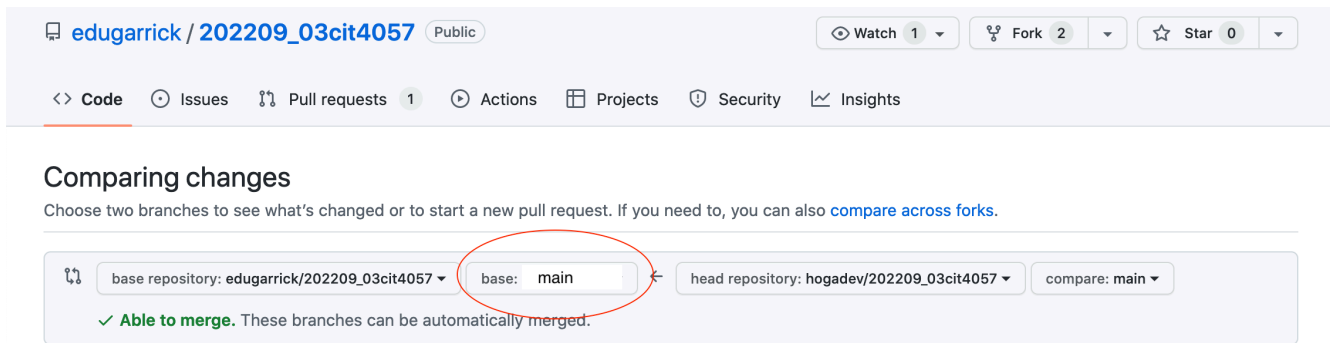 edugarrick / 202209_03cit4057 Public Watch 1 Fork 2 Star 0
Code Issues Pull requests 1 Actions Projects Security Insights
Comparing changes
Choose two branches to see what's changed or to start a new pull request. If you need to, you can also compare across forks.
base repository: edugarrick/202209_03cit4057 base: main ← head repository: hogadev/202209_03cit4057 compare: main
✓ Able to merge. These branches can be automatically merged.